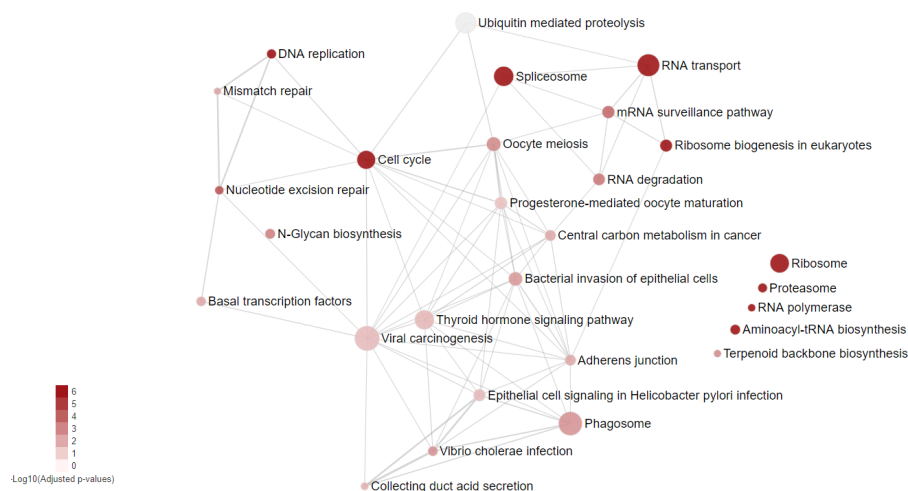 Ubiquitin mediated proteolysis
DNA replication
RNA transport
Spliceosome
Mismatch repair
mRNA surveillance pathway
Oocyte meiosis
Ribosome biogenesis in eukaryotes
Cell cycle
RNA degradation
Nucleotide excision repair
Progesterone-mediated oocyte maturation
N-Glycan biosynthesis
Central carbon metabolism in cancer
Ribosome
Bacterial invasion of epithelial cells
Proteasome
Basal transcription factors
RNA polymerase
Thyroid hormone signaling pathway
Aminoacyl-tRNA biosynthesis
Viral carcinogenesis
Terpenoid backbone biosynthesis
Adherens junction
Epithelial cell signaling in Helicobacter pylori infection
Phagosome
Vibrio cholerae infection
Collecting duct acid secretion
6
5
4
3
2
1
0
-Log10(Adjusted p-values)